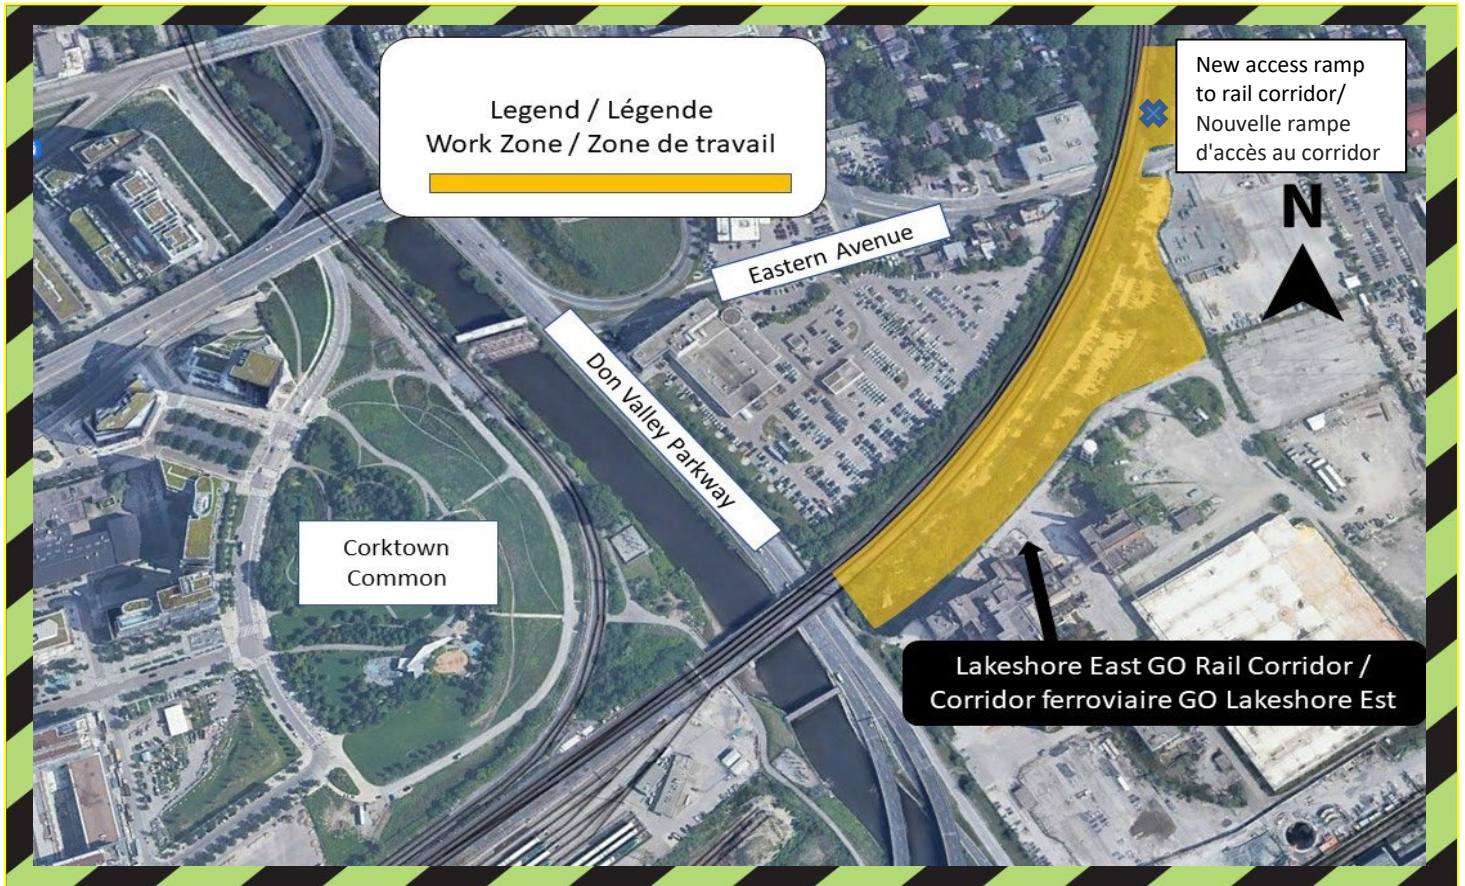 Legend / Légende
Work Zone / Zone de travail
New access ramp
to rail corridor/
Nouvelle rampe
d'accès au corridor
N
Eastern Avenue
Don Valley Parkway
Corktown
Common
Lakeshore East GO Rail Corridor /
Corridor ferroviaire GO Lakeshore Est